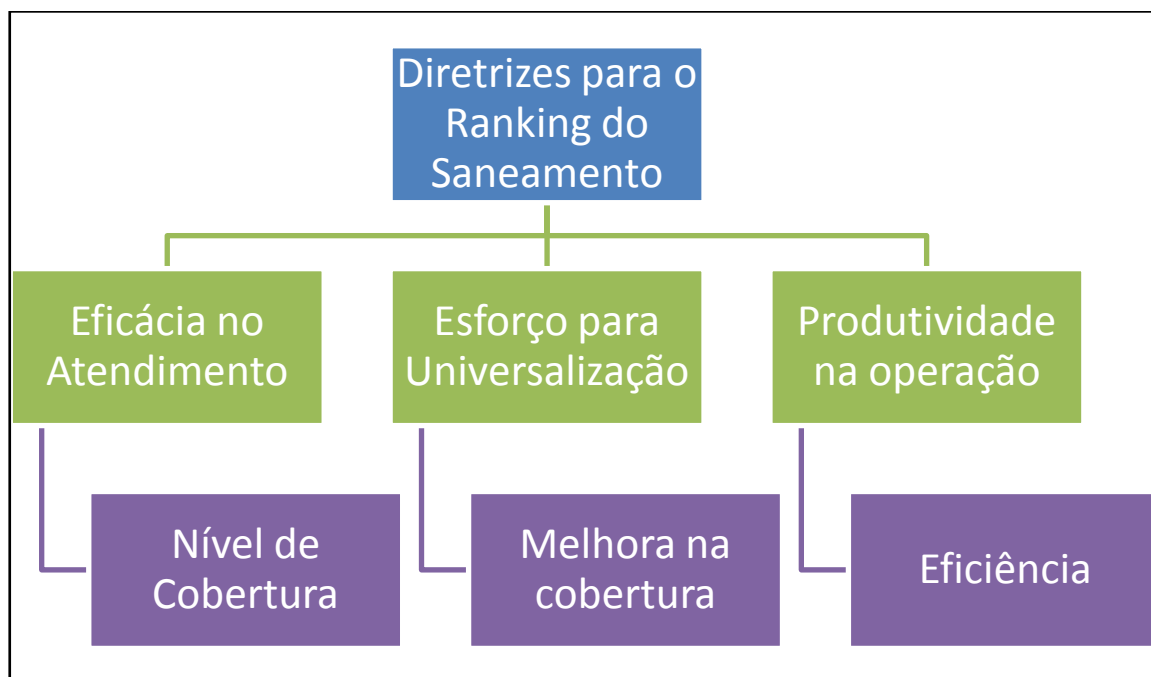 Diretrizes para o
Ranking do
Saneamento
Eficácia no
Atendimento
Esforço para
Universalização
Produtividade
na operação
Nível de
Cobertura
Melhora na
cobertura
Eficiência